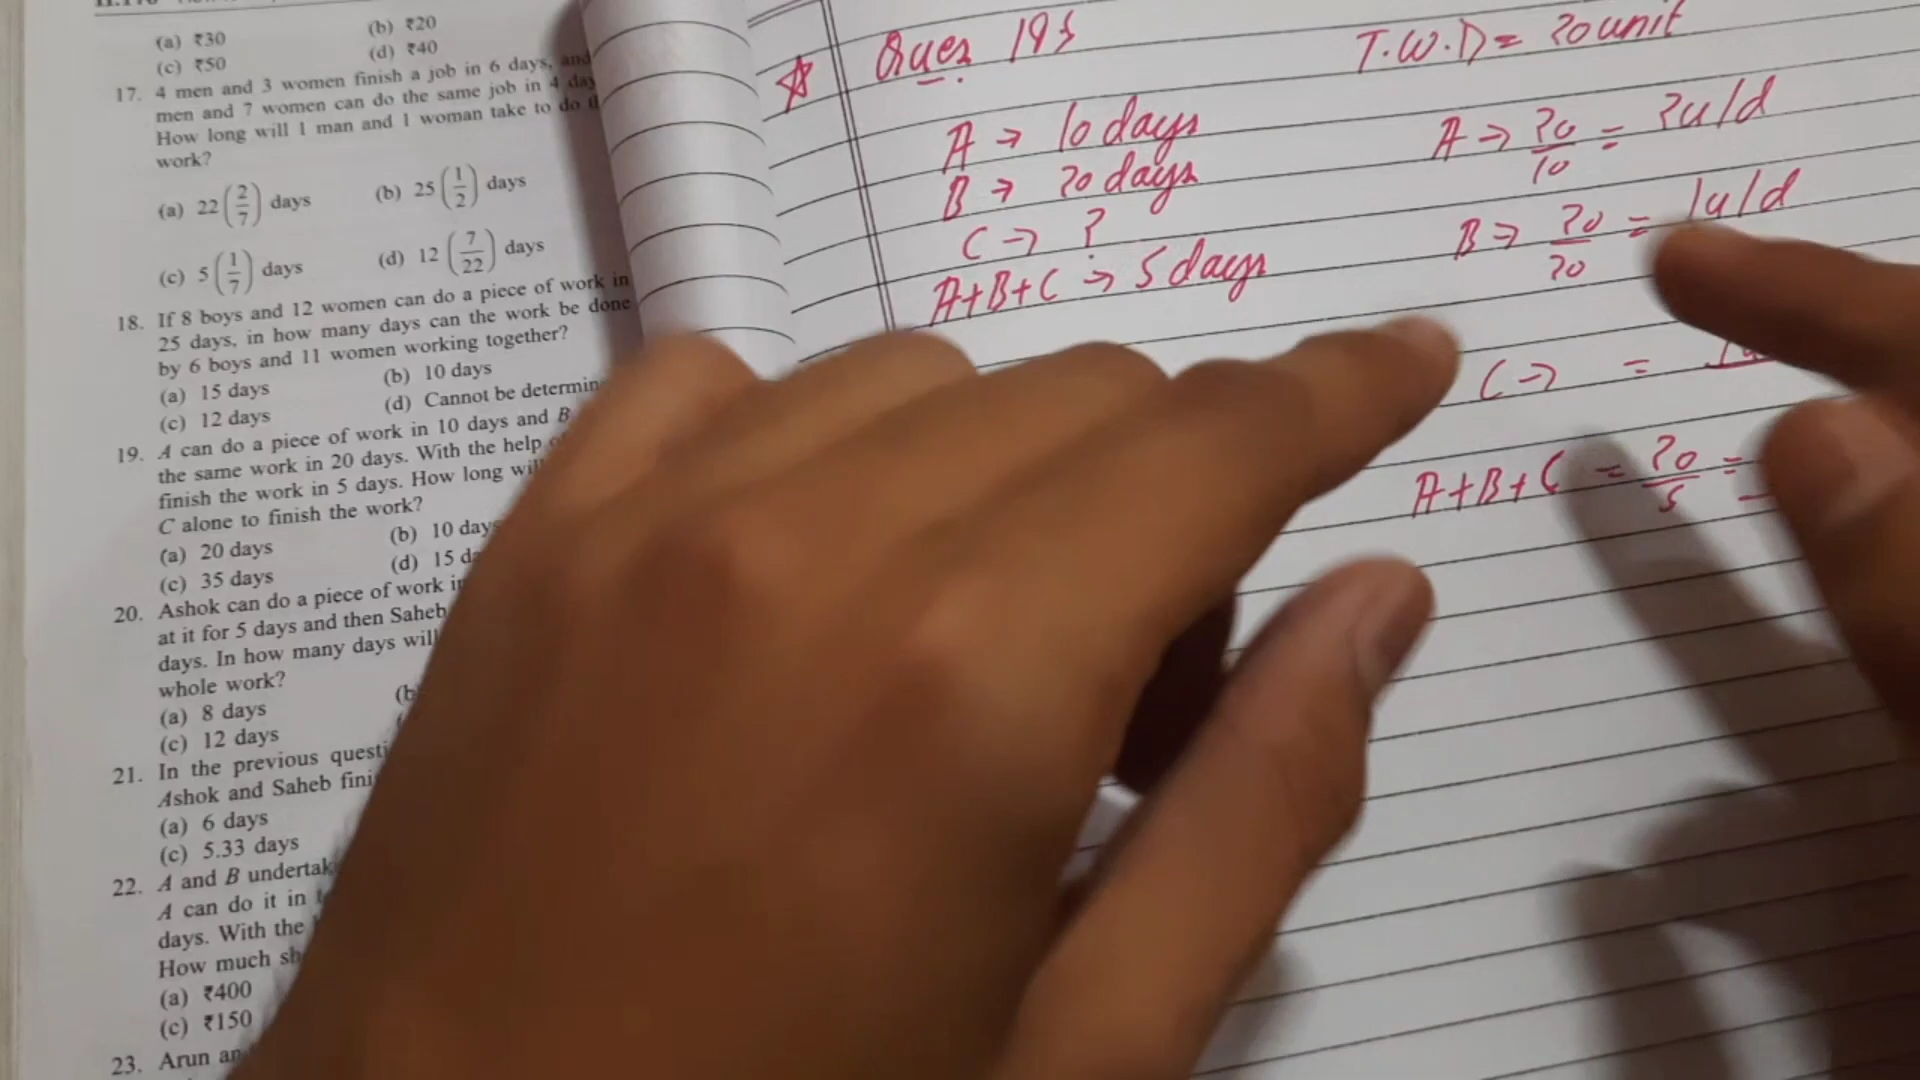 (a) ₹30 (b) ₹20
(c) ₹50 (d) ₹40
17. 4 men and 3 women finish a job in 6 days, and
men and 7 women can do the same job in 4 day
How long will 1 man and 1 woman take to do
work?
(a) 22 (2/7) days (b) 25 (1/2) days
(c) 5 (1/7) days (d) 12 (7/22) days
18. If 8 boys and 12 women can do a piece of work in
25 days, in how many days can the work be done
by 6 boys and 11 women working together?
(a) 15 days (b) 10 days
(c) 12 days (d) Cannot be determin
19. A can do a piece of work in 10 days and B
the same work in 20 days. With the help
finish the work in 5 days. How long wil
C alone to finish the work?
(a) 20 days (b) 10 days
(c) 35 days (d) 15 da
20. Ashok can do a piece of work in
at it for 5 days and then Saheb
days. In how many days will
whole work?
(a) 8 days (b
(c) 12 days
21. In the previous questi
Ashok and Saheb fini
(a) 6 days
(c) 5.33 days
22. A and B undertak
A can do it in
days. With the
How much sh
(a) ₹400
(c) ₹150
23. Arun an
Ques 19}
A → 10 days
B → 20 days
C → ?
A+B+C → 5 days
T.W.D = 20 unit
A → 20/10 = 2u/d
B → 20/20 = 1u/d
C → =
A+B+C = 20/5 =